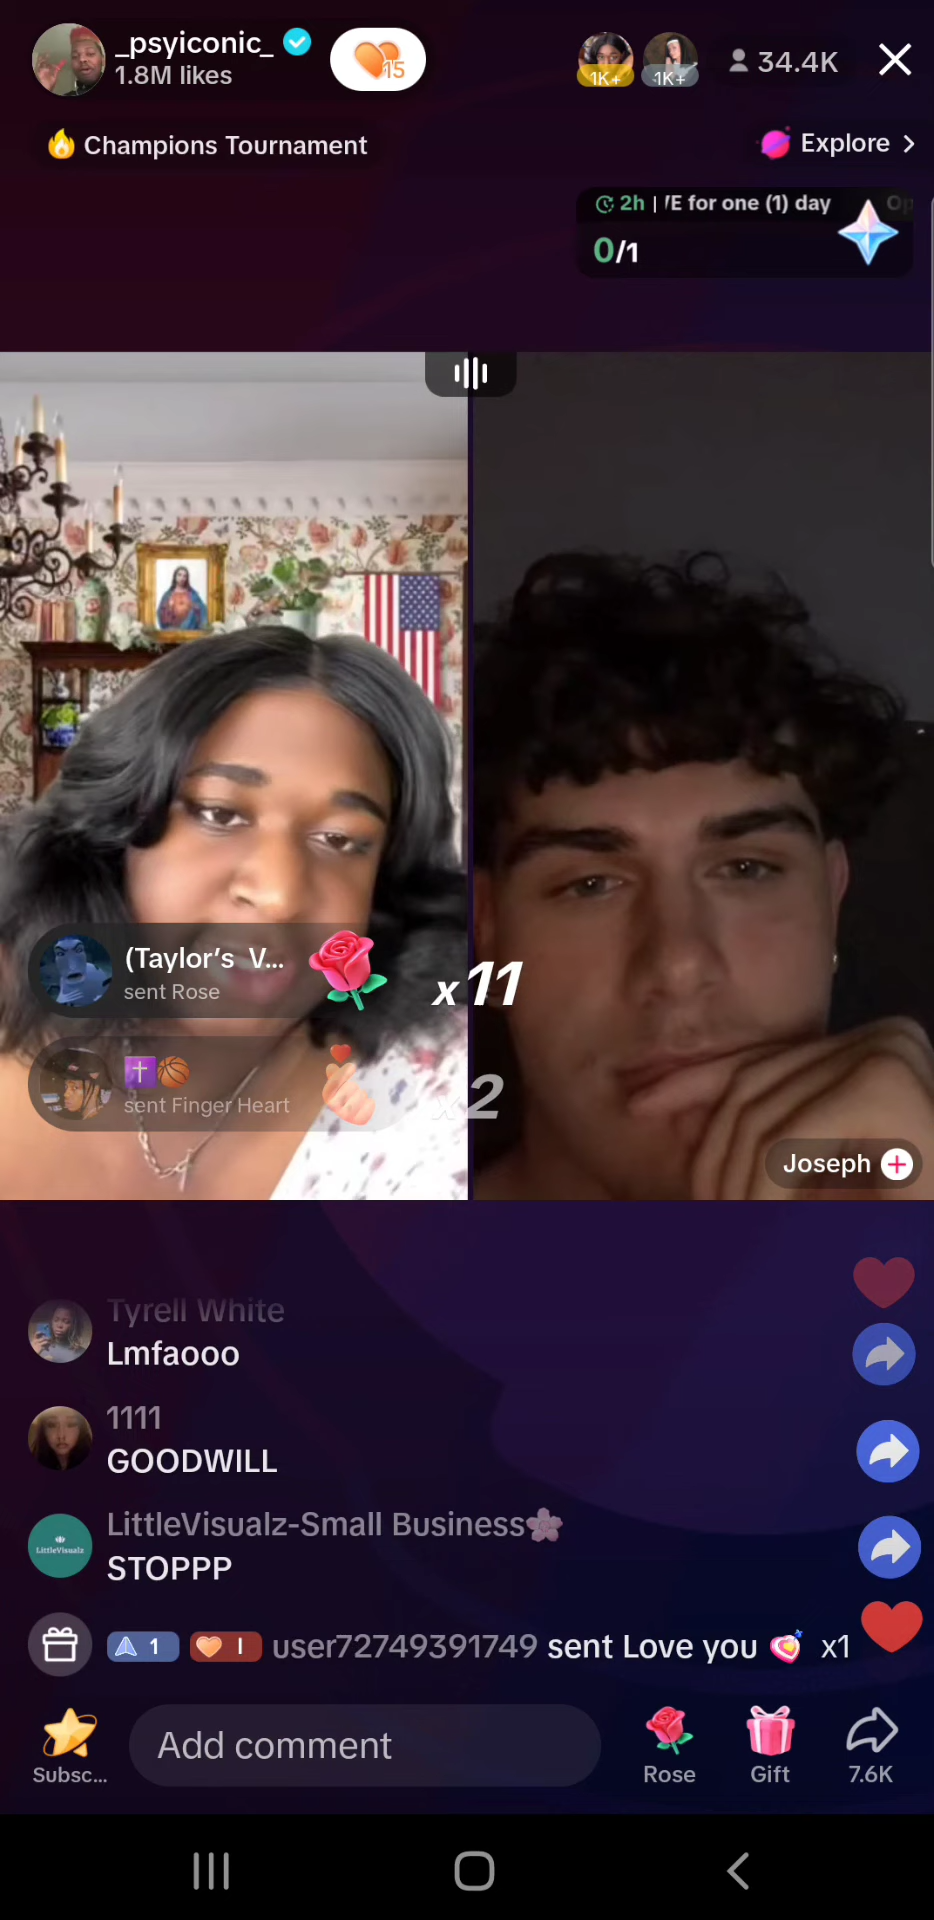 _psyiconic_
1.8M likes
15
1K+
1K+
34.4K
Champions Tournament
Explore >
2h | /E for one (1) day Op
0/1
(Taylor's V...
sent Rose
x11
sent Finger Heart
x2
Joseph +
Tyrell White
Lmfaooo
1111
GOODWILL
LittleVisualz-Small Business
LittleVisualz
STOPPP
1 I user72749391749 sent Love you x1
Subsc...
Add comment
Rose
Gift
7.6K